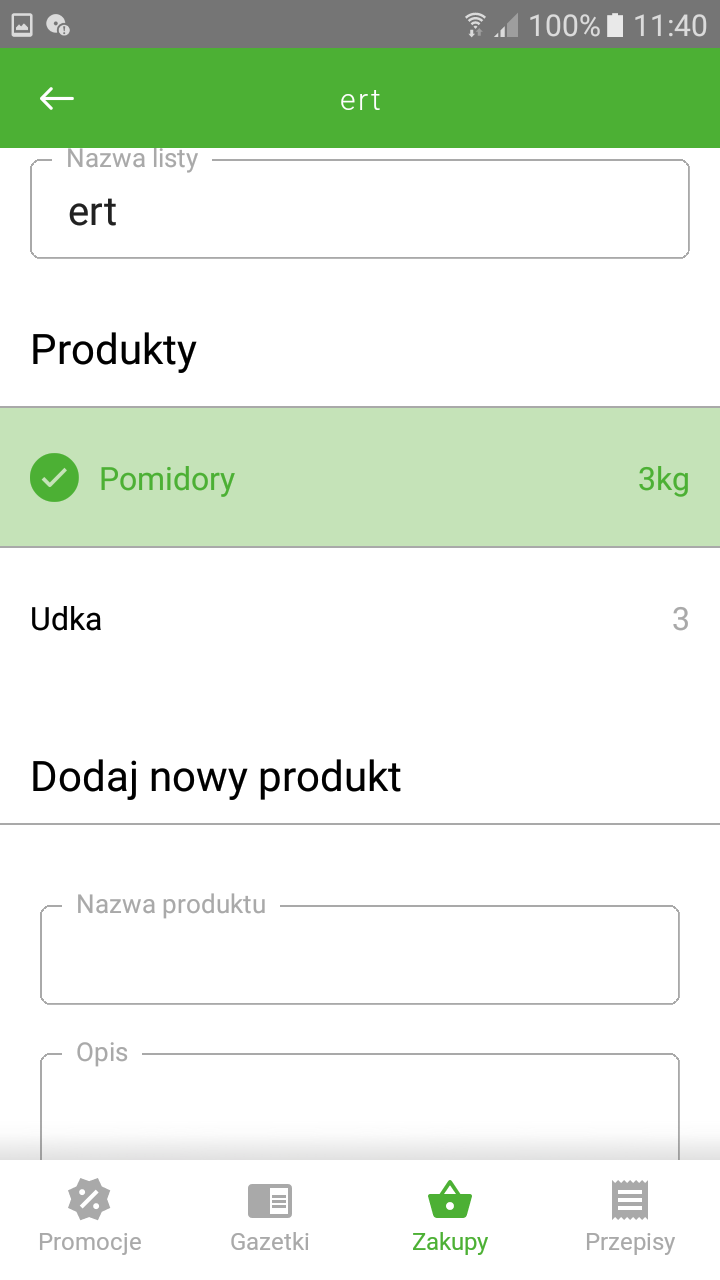 100% 11:40
ert
Nazwa listy
ert
Produkty
Pomidory 3kg
Udka 3
Dodaj nowy produkt
Nazwa produktu
Opis
Promocje Gazetki Zakupy Przepisy